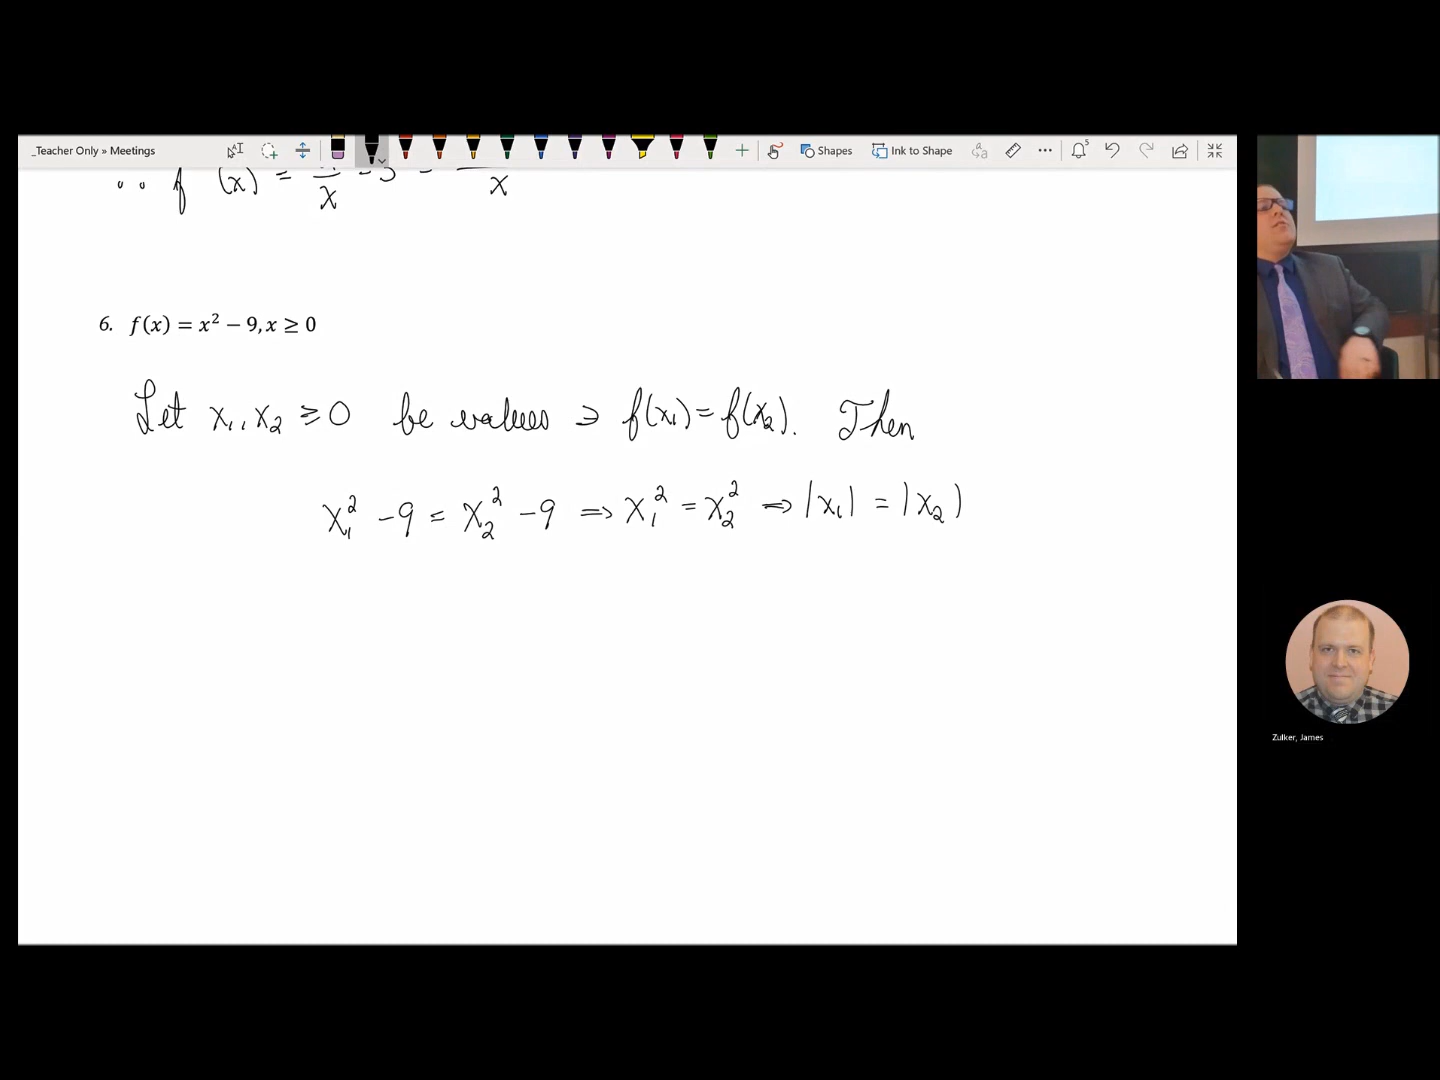 _Teacher Only » Meetings
Shapes
Ink to Shape
∴ f (x) = x - 3 - x
6. f(x) = x² − 9, x ≥ 0
Let x₁, x₂ ≥ 0 be values ∋ f(x₁) = f(x₂). Then
x₁² - 9 = x₂² - 9 ⟹ x₁² = x₂² ⟹ |x₁| = |x₂|
Zulker, James